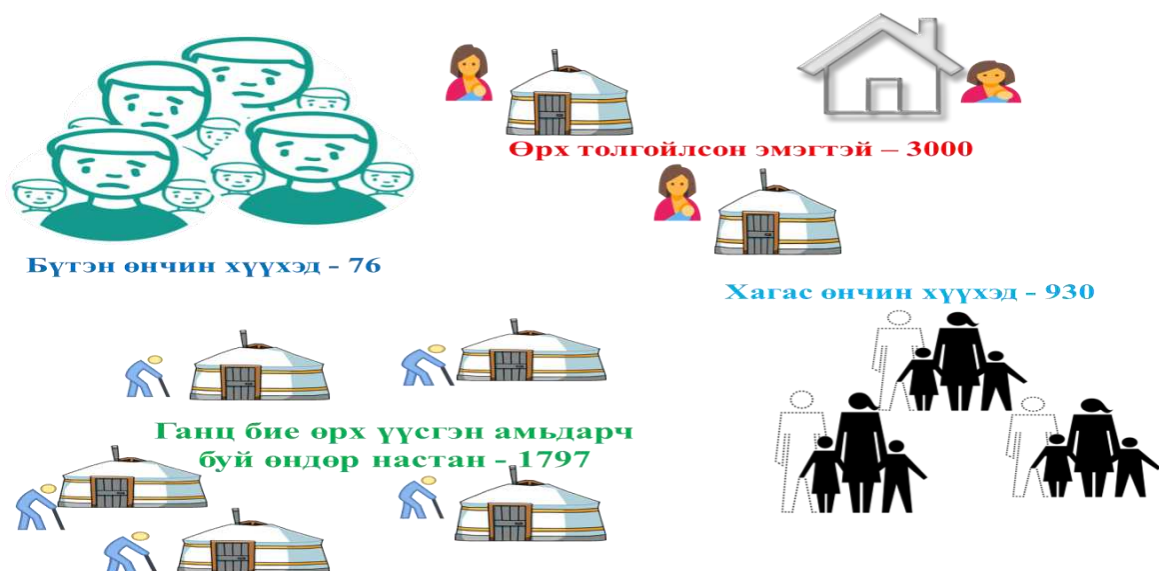 Өрх толгойлсон эмэгтэй – 3000
Бүтэн өнчин хүүхэд - 76
Хагас өнчин хүүхэд - 930
Ганц бие өрх үүсгэн амьдарч
буй өндөр настан - 1797